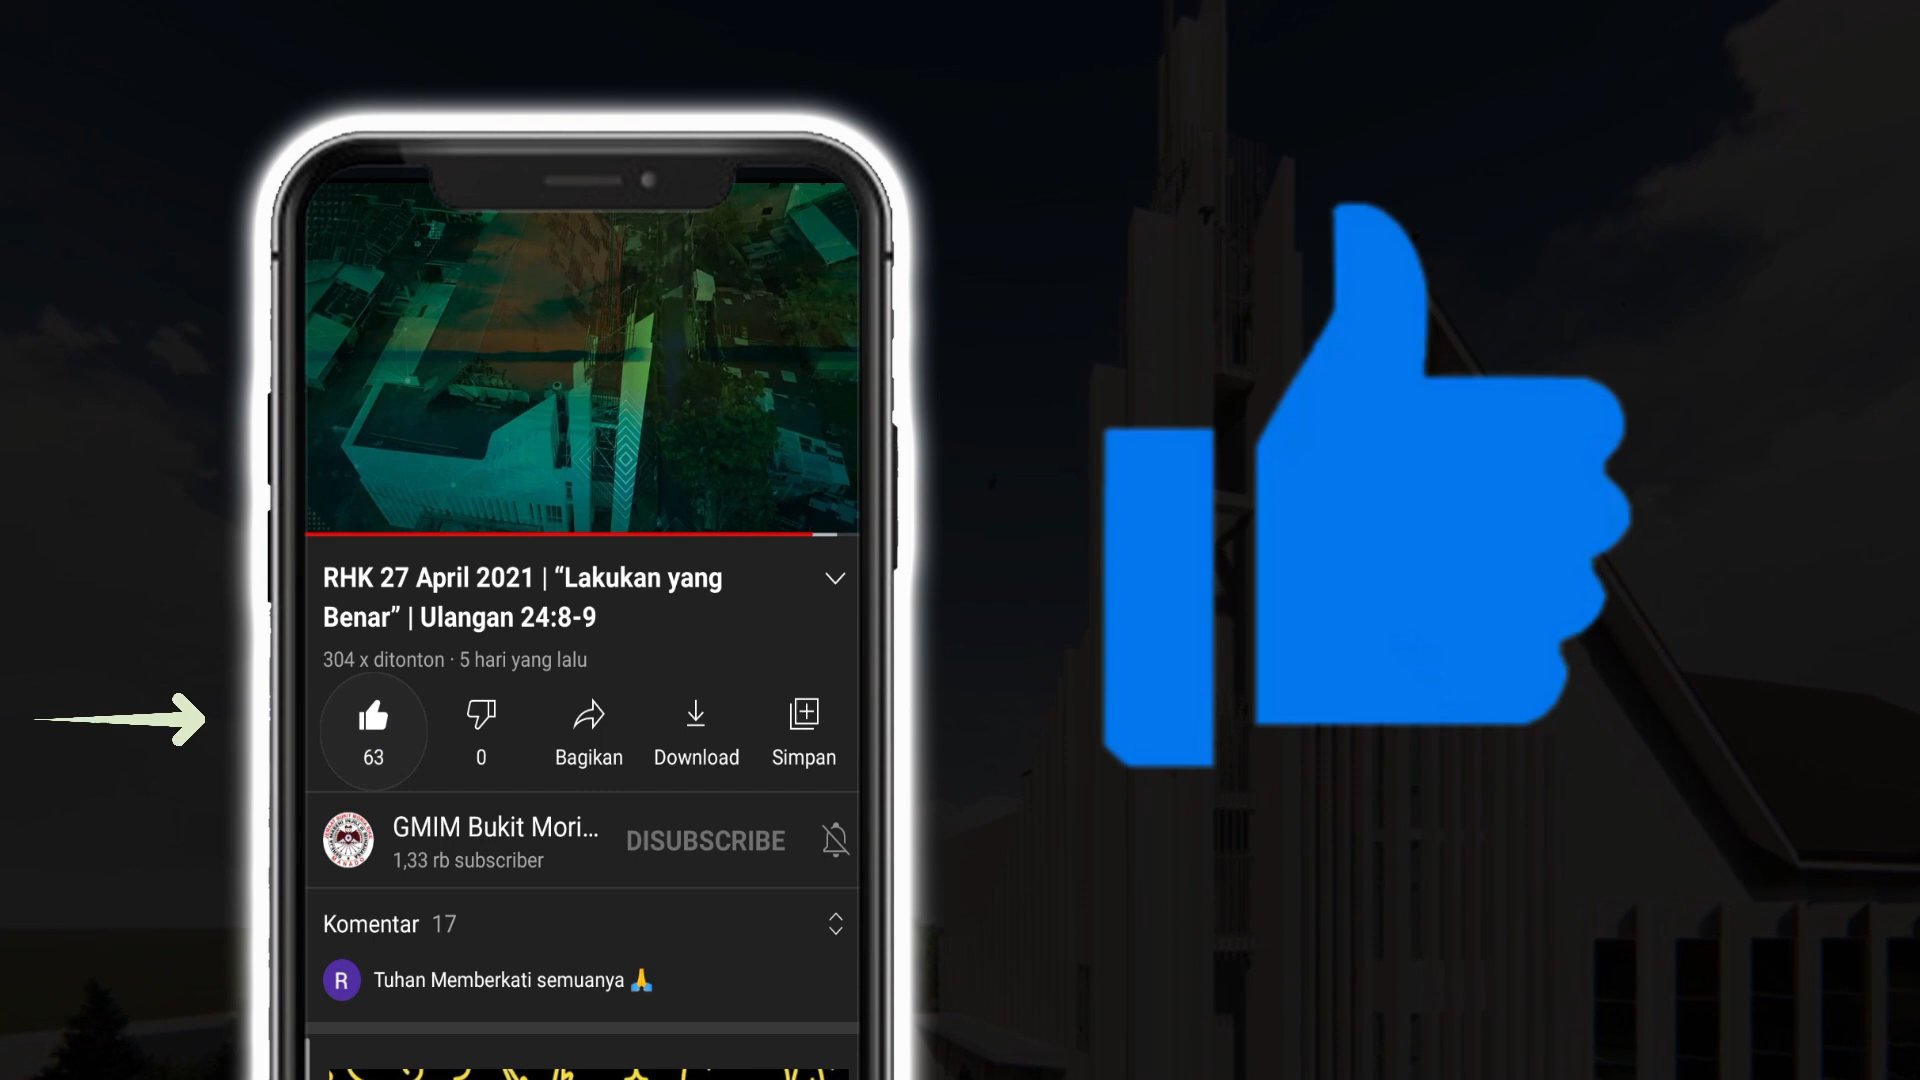 RHK 27 April 2021 | “Lakukan yang
Benar” | Ulangan 24:8-9
304 x ditonton · 5 hari yang lalu
63
0
Bagikan
Download
Simpan
GMIM Bukit Mori...
DISUBSCRIBE
1,33 rb subscriber
Komentar 17
R
Tuhan Memberkati semuanya 🙏